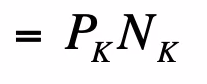 = P_K N_K